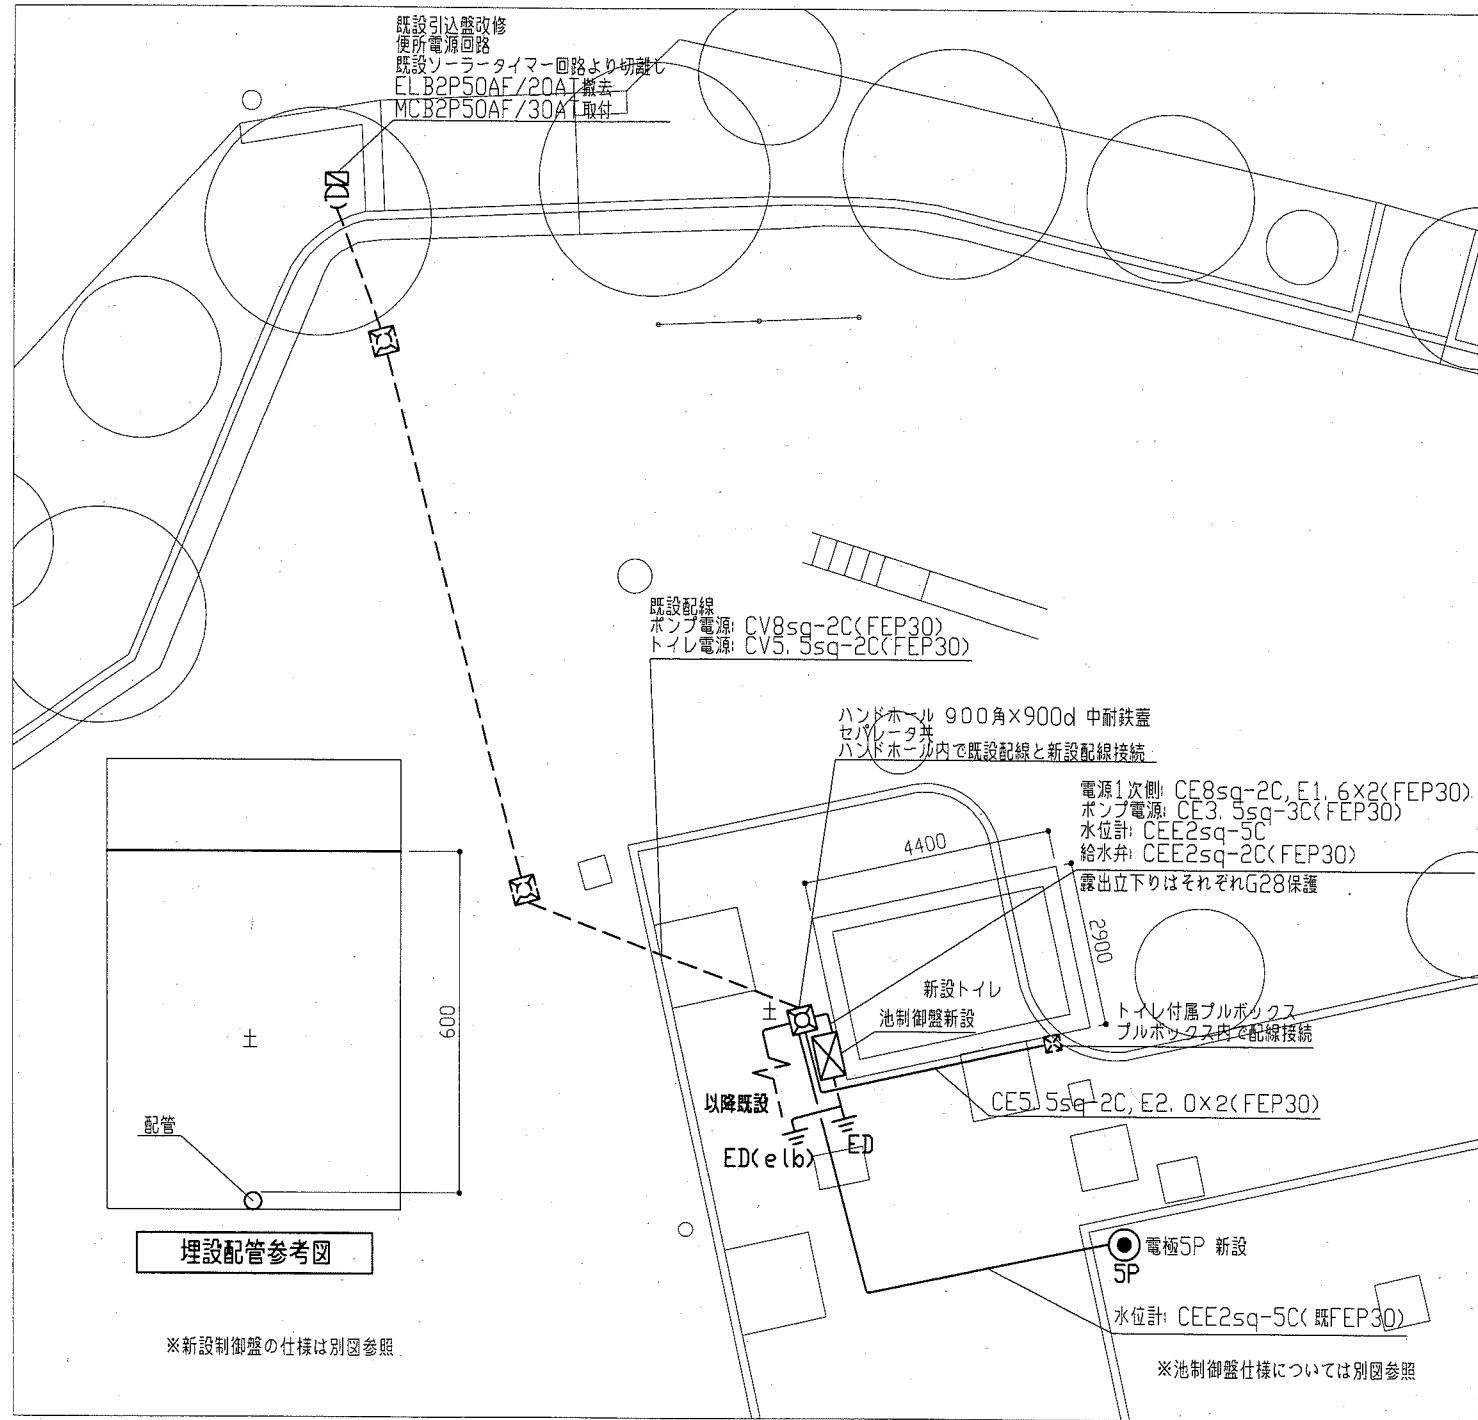 既設引込盤改修
便所電源回路
既設ソーラータイマー回路より切離し
ELB2P50AF/20AT撤去
MCB2P50AF/30AT取付
既設配線
ポンプ電源: CV8sq-2C(FEP30)
トイレ電源: CV5.5sq-2C(FEP30)
ハンドホール 900角×900d 中耐鉄蓋
セパレータ共
ハンドホール内で既設配線と新設配線接続
電源1次側: CE8sq-2C, E1.6×2(FEP30)
ポンプ電源: CE3.5sq-3C(FEP30)
水位計: CEE2sq-5C
給水弁: CEE2sq-2C(FEP30)
露出立下りはそれぞれG28保護
4400
2900
新設トイレ
池制御盤新設
土
トイレ付属プルボックス
プルボックス内で配線接続
以降既設
CE5.5sq-2C, E2.0×2(FEP30)
ED(elb)
ED
600
土
配管
埋設配管参考図
電極5P 新設
5P
水位計: CEE2sq-5C(既FEP30)
※新設制御盤の仕様は別図参照
※池制御盤仕様については別図参照